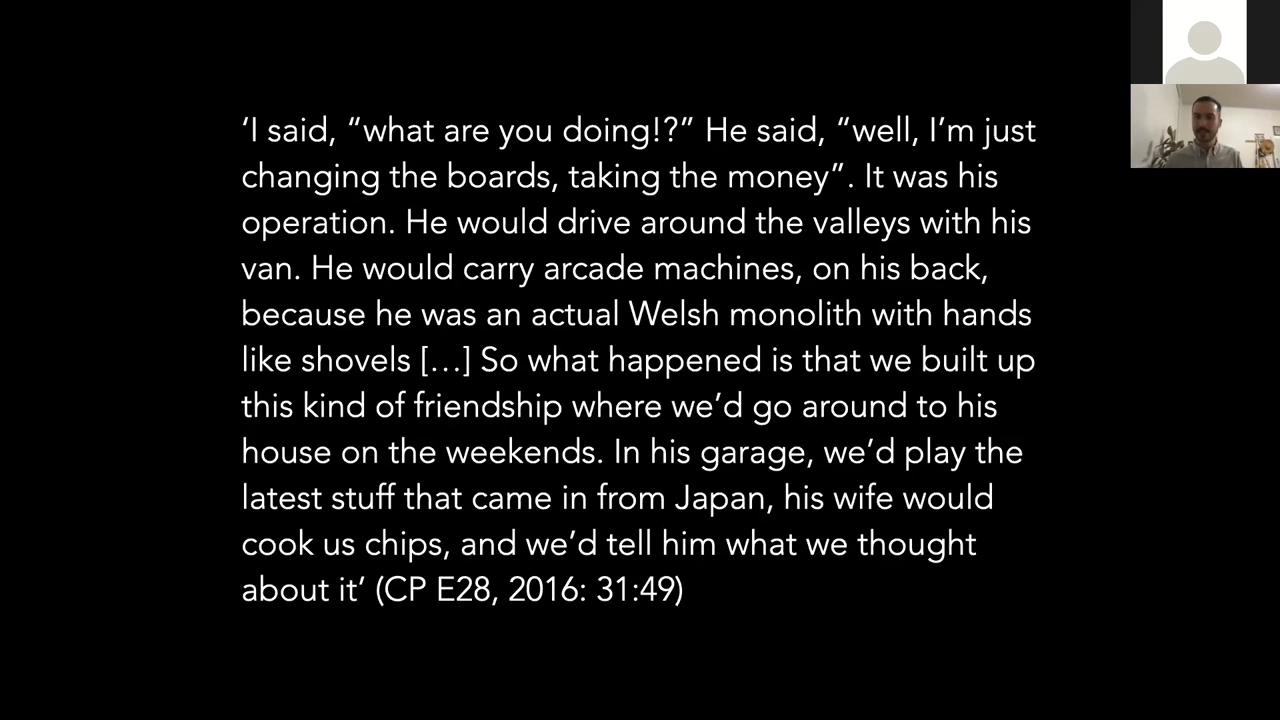 ‘I said, “what are you doing!?” He said, “well, I’m just
changing the boards, taking the money”. It was his
operation. He would drive around the valleys with his
van. He would carry arcade machines, on his back,
because he was an actual Welsh monolith with hands
like shovels […] So what happened is that we built up
this kind of friendship where we’d go around to his
house on the weekends. In his garage, we’d play the
latest stuff that came in from Japan, his wife would
cook us chips, and we’d tell him what we thought
about it’ (CP E28, 2016: 31:49)